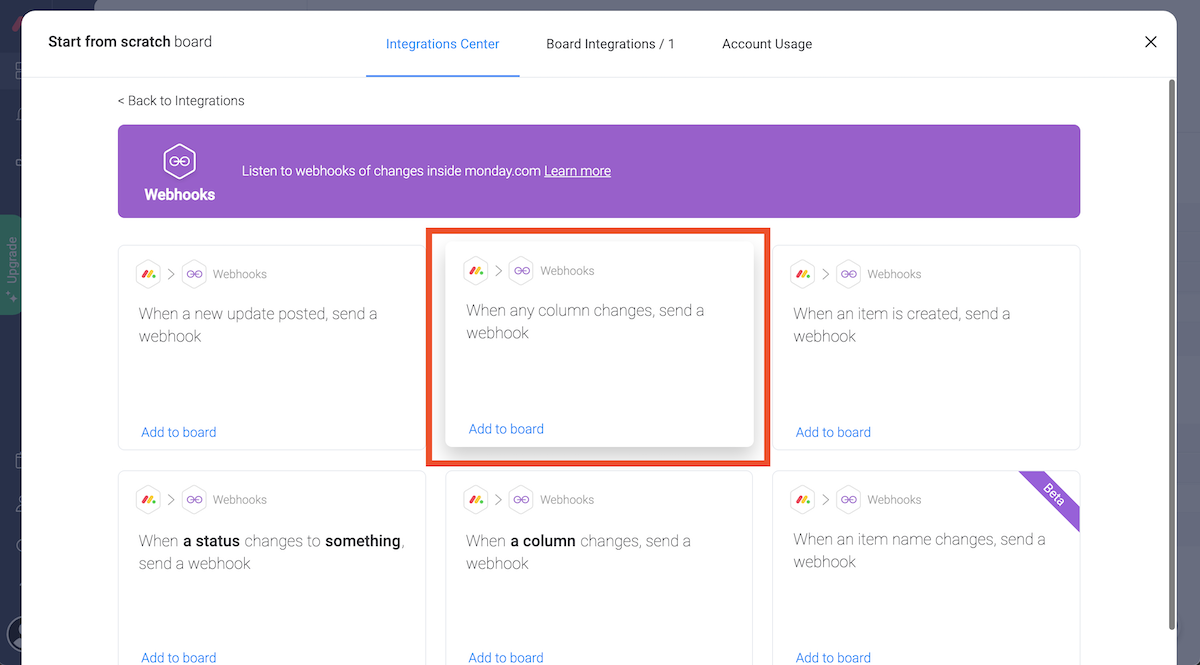 Start from scratch board
Integrations Center
Board Integrations / 1
Account Usage
< Back to Integrations
Webhooks
Listen to webhooks of changes inside monday.com Learn more
Upgrade
Webhooks
When a new update posted, send a
webhook
Add to board
Webhooks
When any column changes, send a
webhook
Add to board
Webhooks
When an item is created, send a
webhook
Add to board
Webhooks
When a status changes to something,
send a webhook
Add to board
Webhooks
When a column changes, send a
webhook
Add to board
Webhooks
Beta
When an item name changes, send a
webhook
Add to board